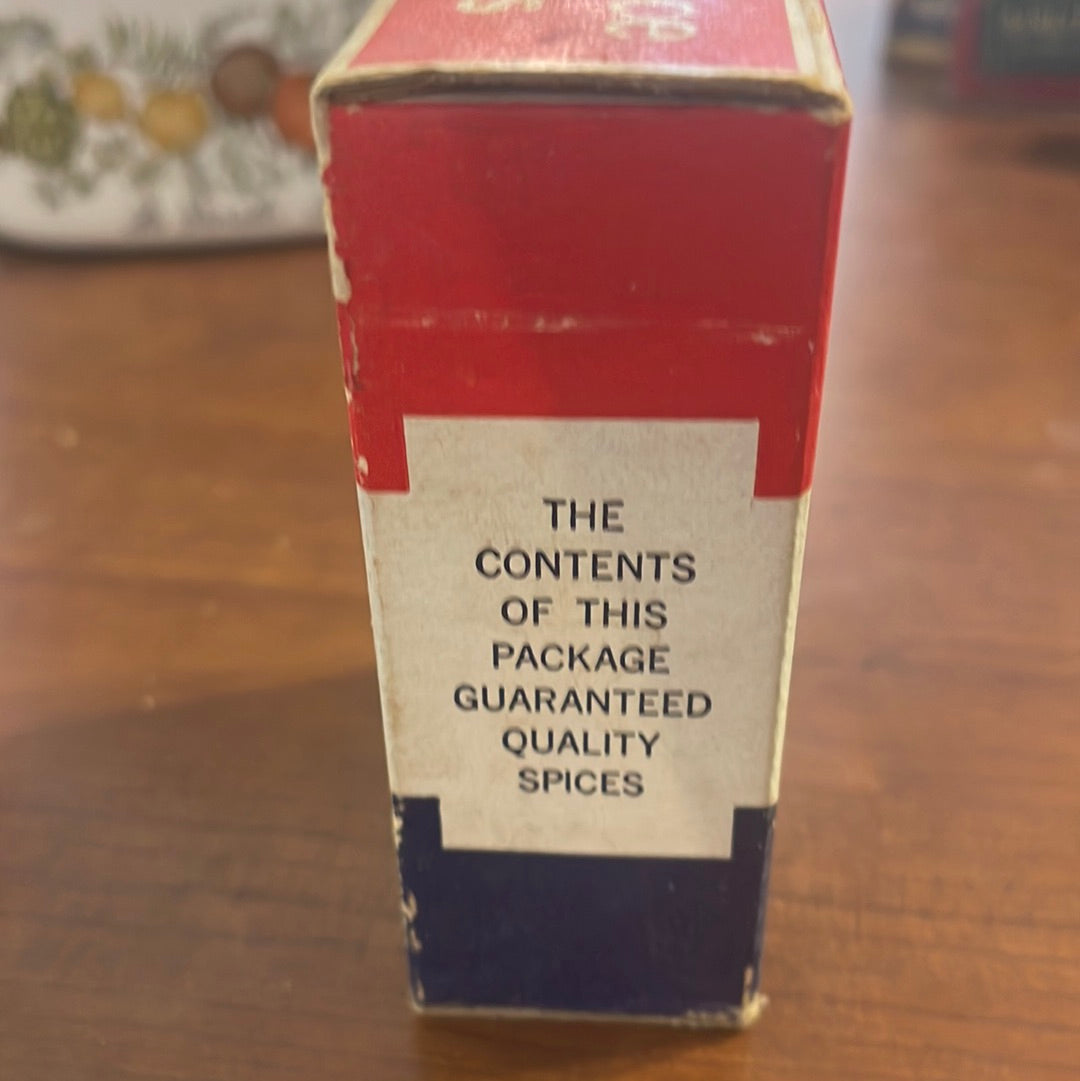 THE
CONTENTS
OF THIS
PACKAGE
GUARANTEED
QUALITY
SPICES